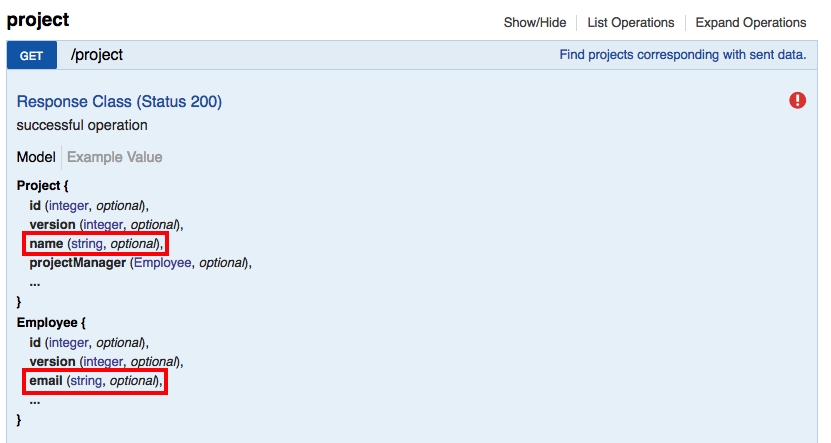 project
Show/Hide List Operations Expand Operations
GET /project Find projects corresponding with sent data.
Response Class (Status 200)
successful operation
Model Example Value
Project {
id (integer, optional),
version (integer, optional),
name (string, optional),
projectManager (Employee, optional),
...
}
Employee {
id (integer, optional),
version (integer, optional),
email (string, optional),
...
}